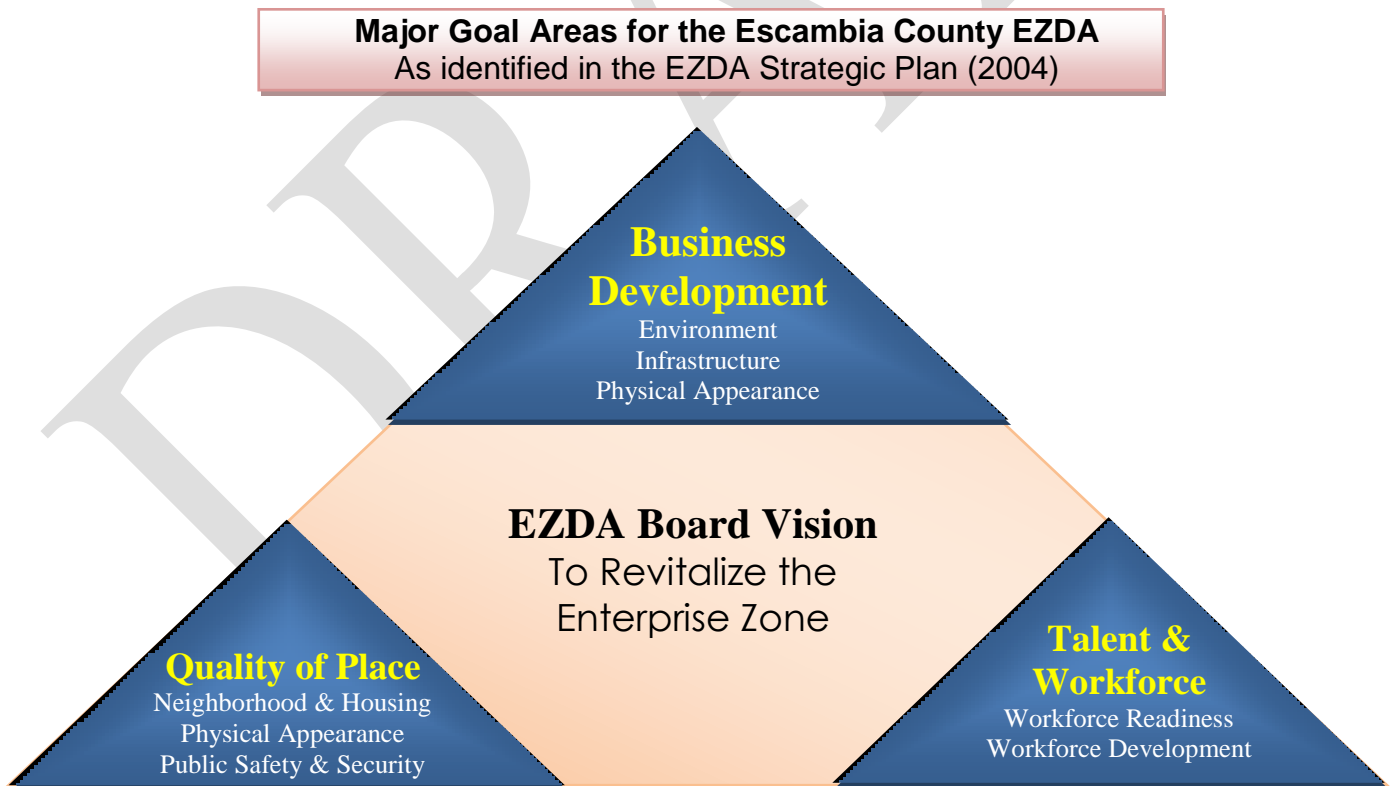 Major Goal Areas for the Escambia County EZDA
As identified in the EZDA Strategic Plan (2004)
Business
Development
Environment
Infrastructure
Physical Appearance
EZDA Board Vision
To Revitalize the
Enterprise Zone
Quality of Place
Neighborhood & Housing
Physical Appearance
Public Safety & Security
Talent &
Workforce
Workforce Readiness
Workforce Development